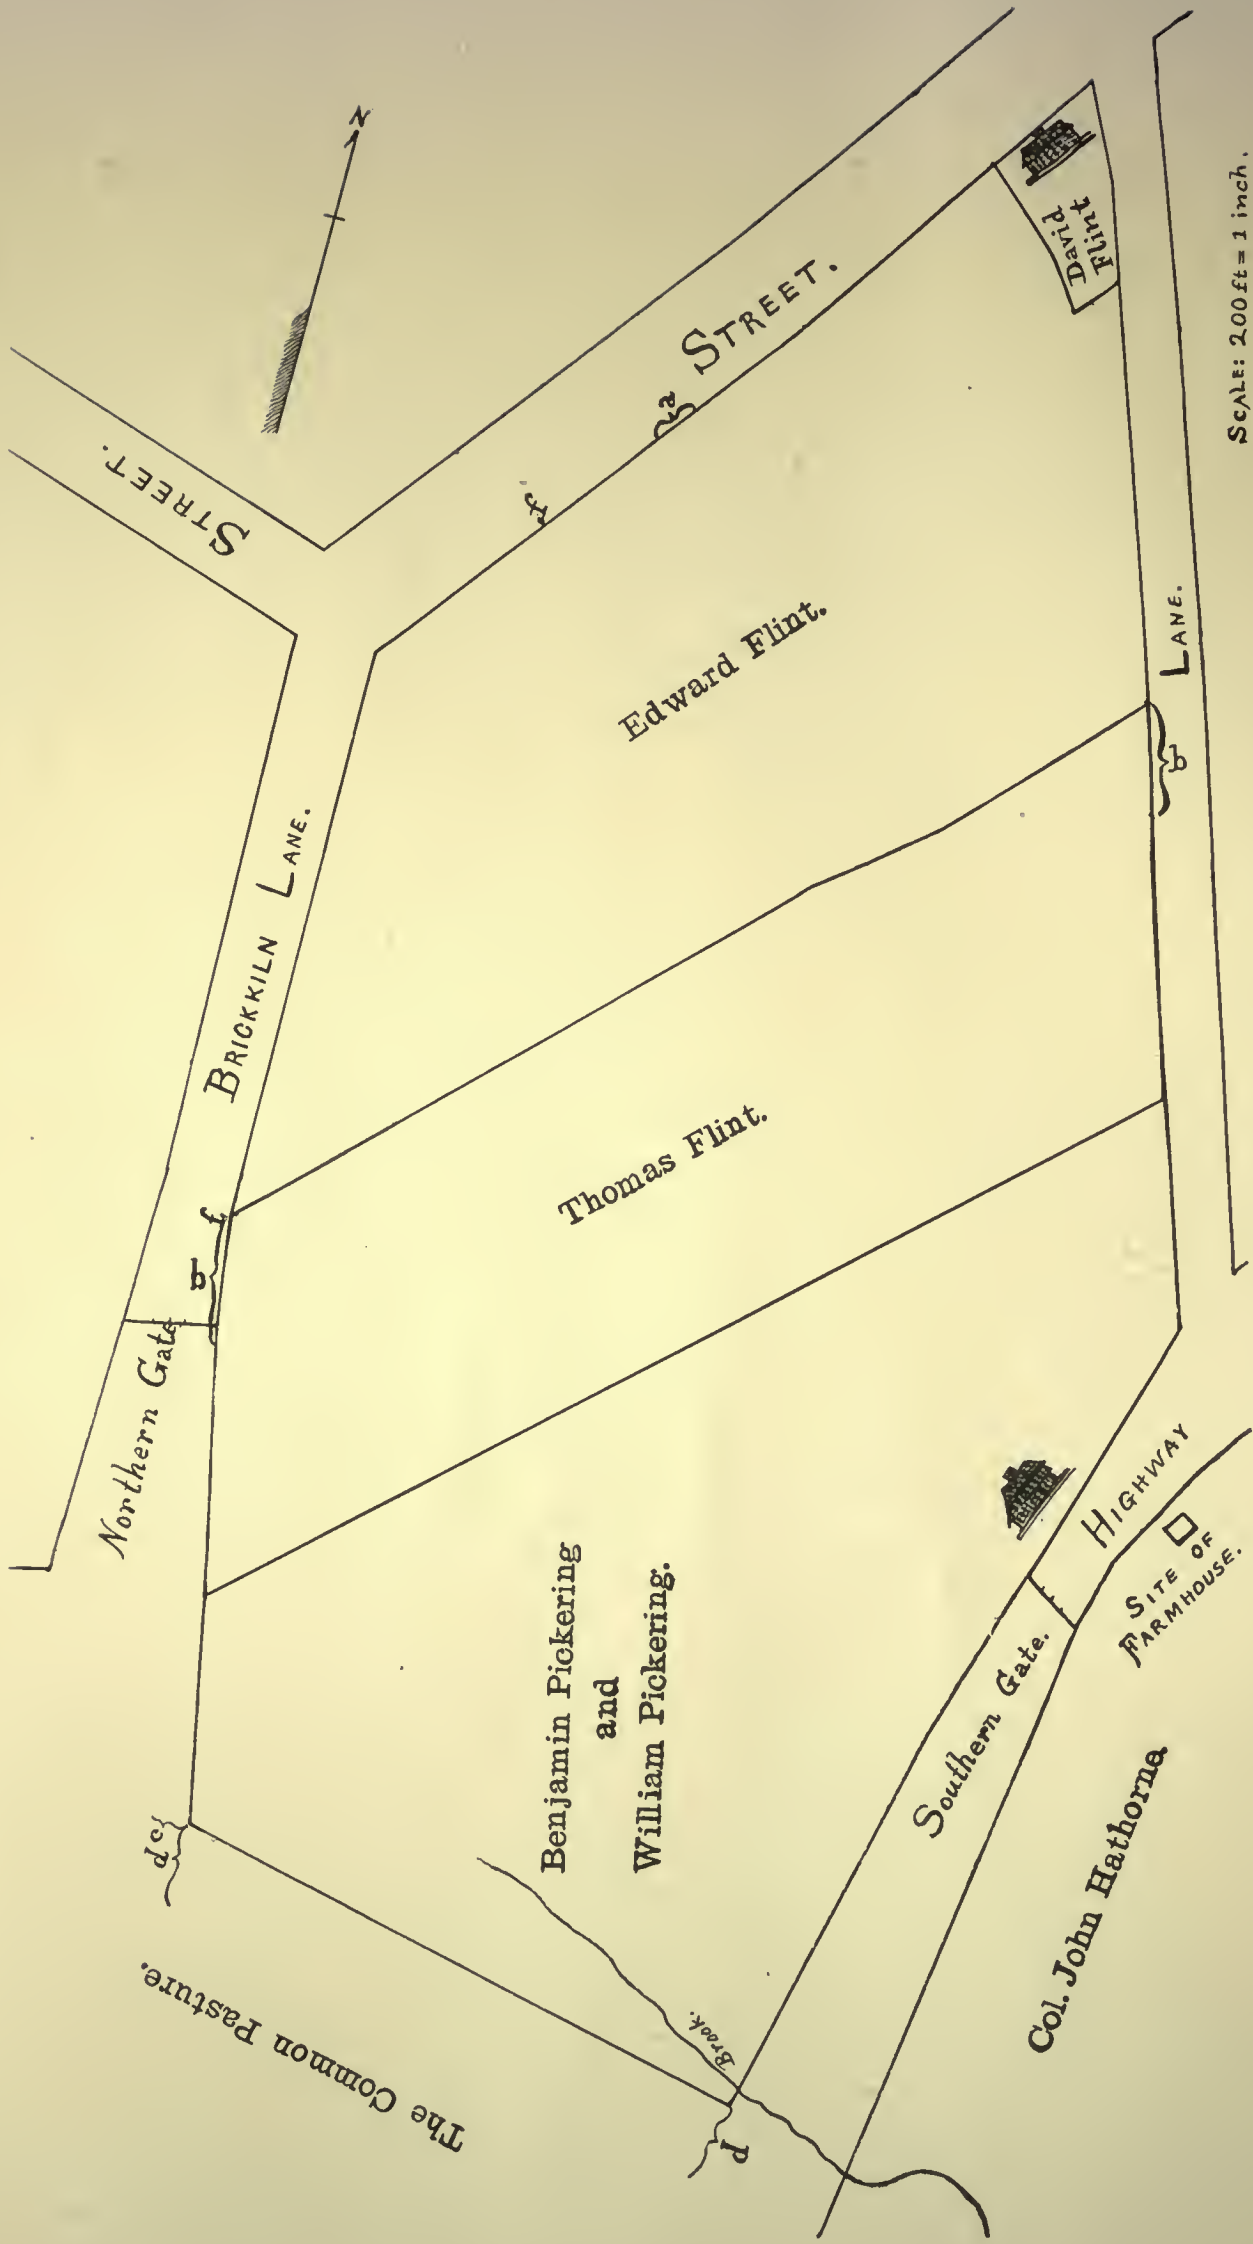 N
STREET.
STREET.
David
Flint
SCALE: 200 ft = 1 inch.
a
f
Edward Flint.
LANE.
b
BRICKKILN LANE.
f
b
Northern Gate
Thomas Flint.
HIGHWAY
SITE OF
FARMHOUSE.
Southern Gate.
Benjamin Pickering
and
William Pickering.
Col. John Hathorne.
c
d
The Common Pasture.
Brook.
d